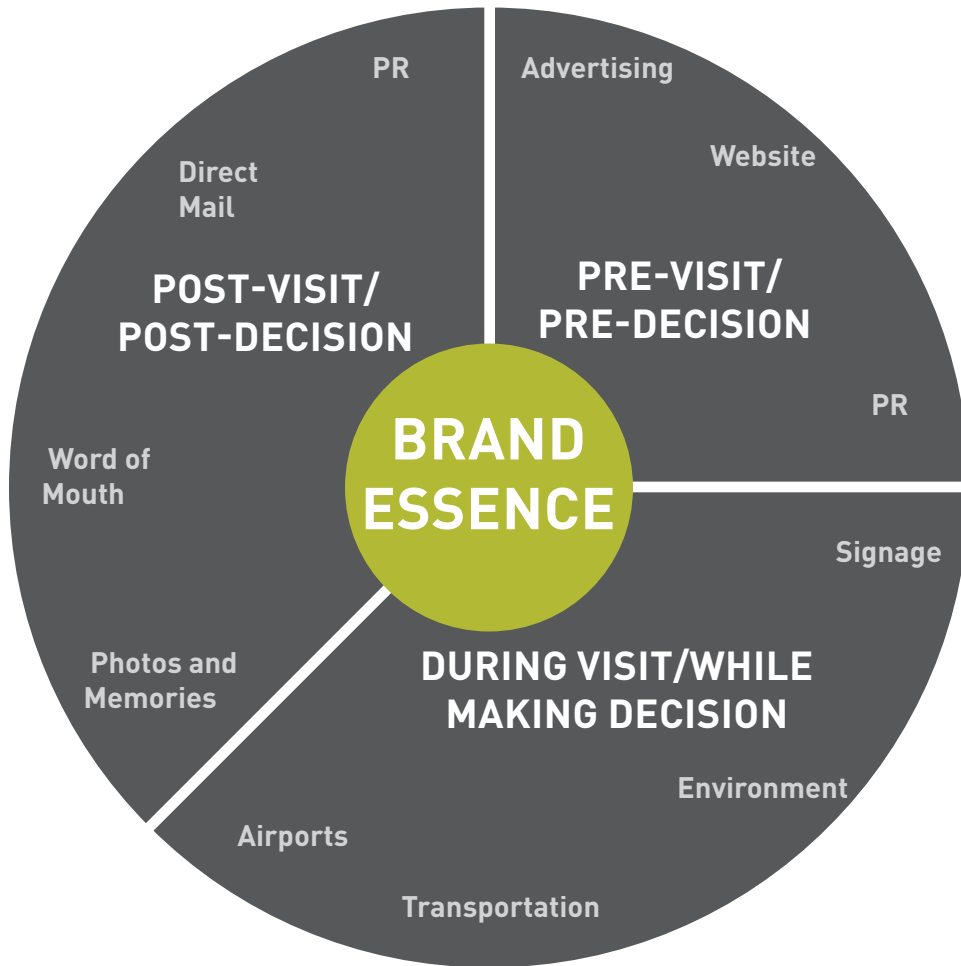 PR
Advertising
Website
Direct
Mail
PRE-VISIT/
PRE-DECISION
POST-VISIT/
POST-DECISION
PR
BRAND
ESSENCE
Word of
Mouth
Signage
Photos and
Memories
DURING VISIT/WHILE
MAKING DECISION
Environment
Airports
Transportation